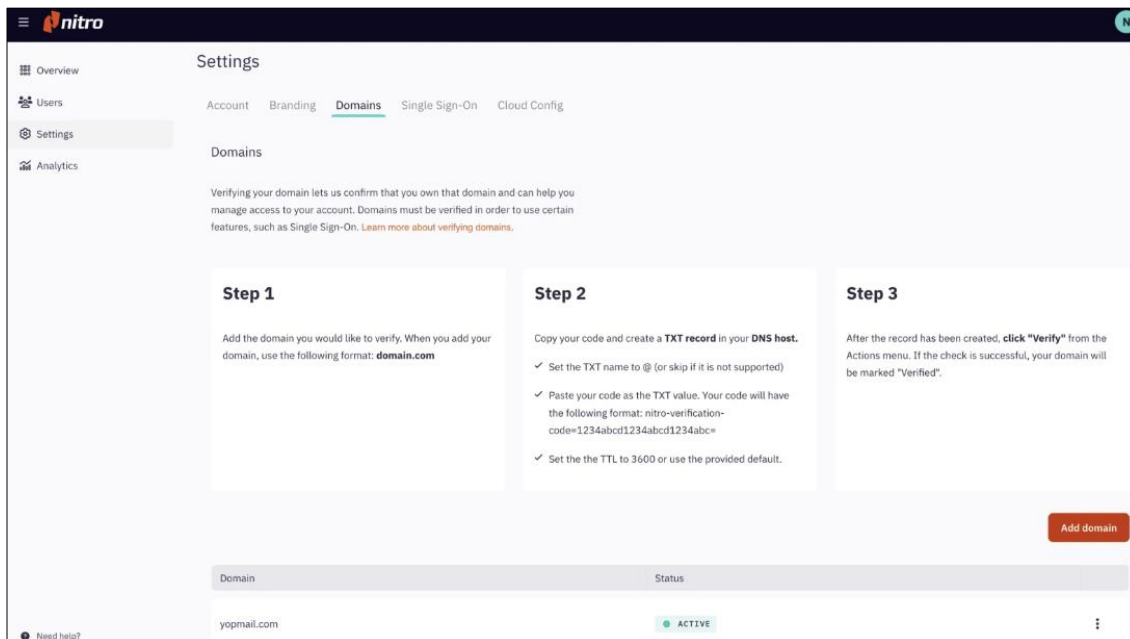 nitro
N
Overview
Users
Settings
Analytics
Need help?
Settings
Account Branding Domains Single Sign-On Cloud Config
Domains
Verifying your domain lets us confirm that you own that domain and can help you
manage access to your account. Domains must be verified in order to use certain
features, such as Single Sign-On. Learn more about verifying domains.
Step 1
Add the domain you would like to verify. When you add your
domain, use the following format: domain.com
Step 2
Copy your code and create a TXT record in your DNS host.
✓ Set the TXT name to @ (or skip if it is not supported)
✓ Paste your code as the TXT value. Your code will have
the following format: nitro-verification-
code=1234abcd1234abcd1234abc=
✓ Set the the TTL to 3600 or use the provided default.
Step 3
After the record has been created, click "Verify" from the
Actions menu. If the check is successful, your domain will
be marked "Verified".
Add domain
Domain Status
yopmail.com ACTIVE